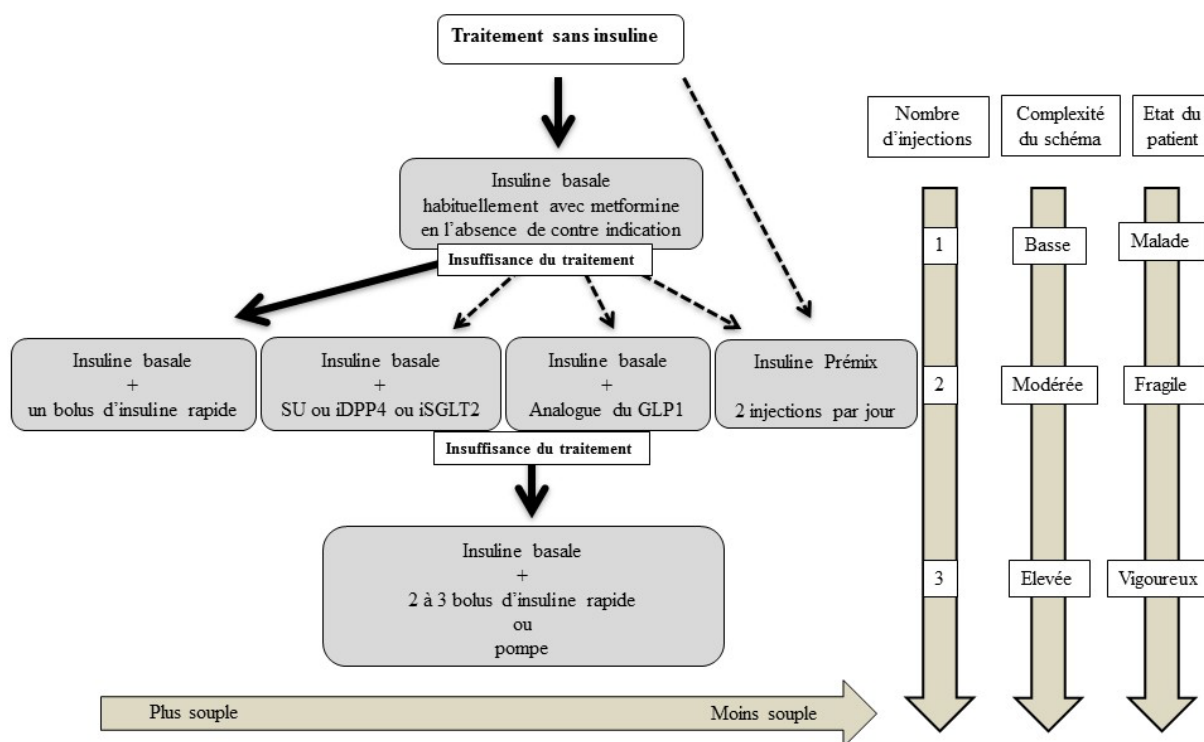 Traitement sans insuline
Nombre
d'injections
Complexité
du schéma
Etat du
patient
Insuline basale
habituellement avec metformine
en l'absence de contre indication
Insuffisance du traitement
1
Basse
Malade
Insuline basale
+
un bolus d'insuline rapide
Insuline basale
+
SU ou iDPP4 ou iSGLT2
Insuline basale
+
Analogue du GLP1
Insuline Prémix
2 injections par jour
2
Modérée
Fragile
Insuffisance du traitement
Insuline basale
+
2 à 3 bolus d'insuline rapide
ou
pompe
3
Elevée
Vigoureux
Plus souple
Moins souple